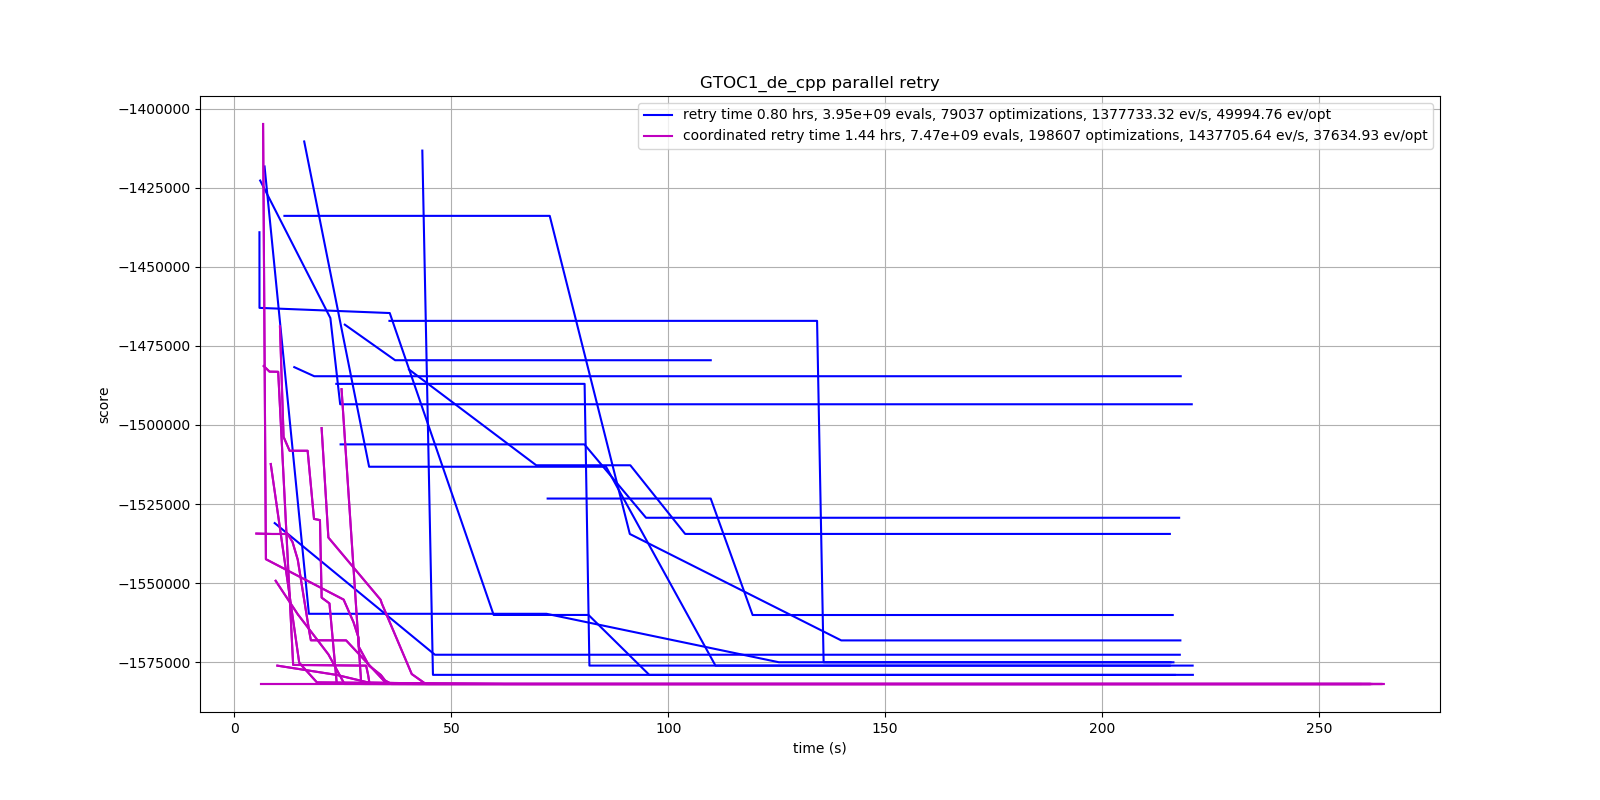 GTOC1_de_cpp parallel retry
retry time 0.80 hrs, 3.95e+09 evals, 79037 optimizations, 1377733.32 ev/s, 49994.76 ev/opt
coordinated retry time 1.44 hrs, 7.47e+09 evals, 198607 optimizations, 1437705.64 ev/s, 37634.93 ev/opt
−1400000
−1425000
−1450000
−1475000
−1500000
−1525000
−1550000
−1575000
score
0 50 100 150 200 250
time (s)